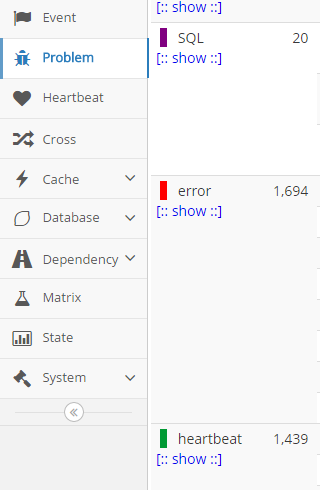 Event
Problem
Heartbeat
Cross
Cache
Database
Dependency
Matrix
State
System
[:: show ::]
SQL 20
[:: show ::]
error 1,694
[:: show ::]
heartbeat 1,439
[:: show ::]